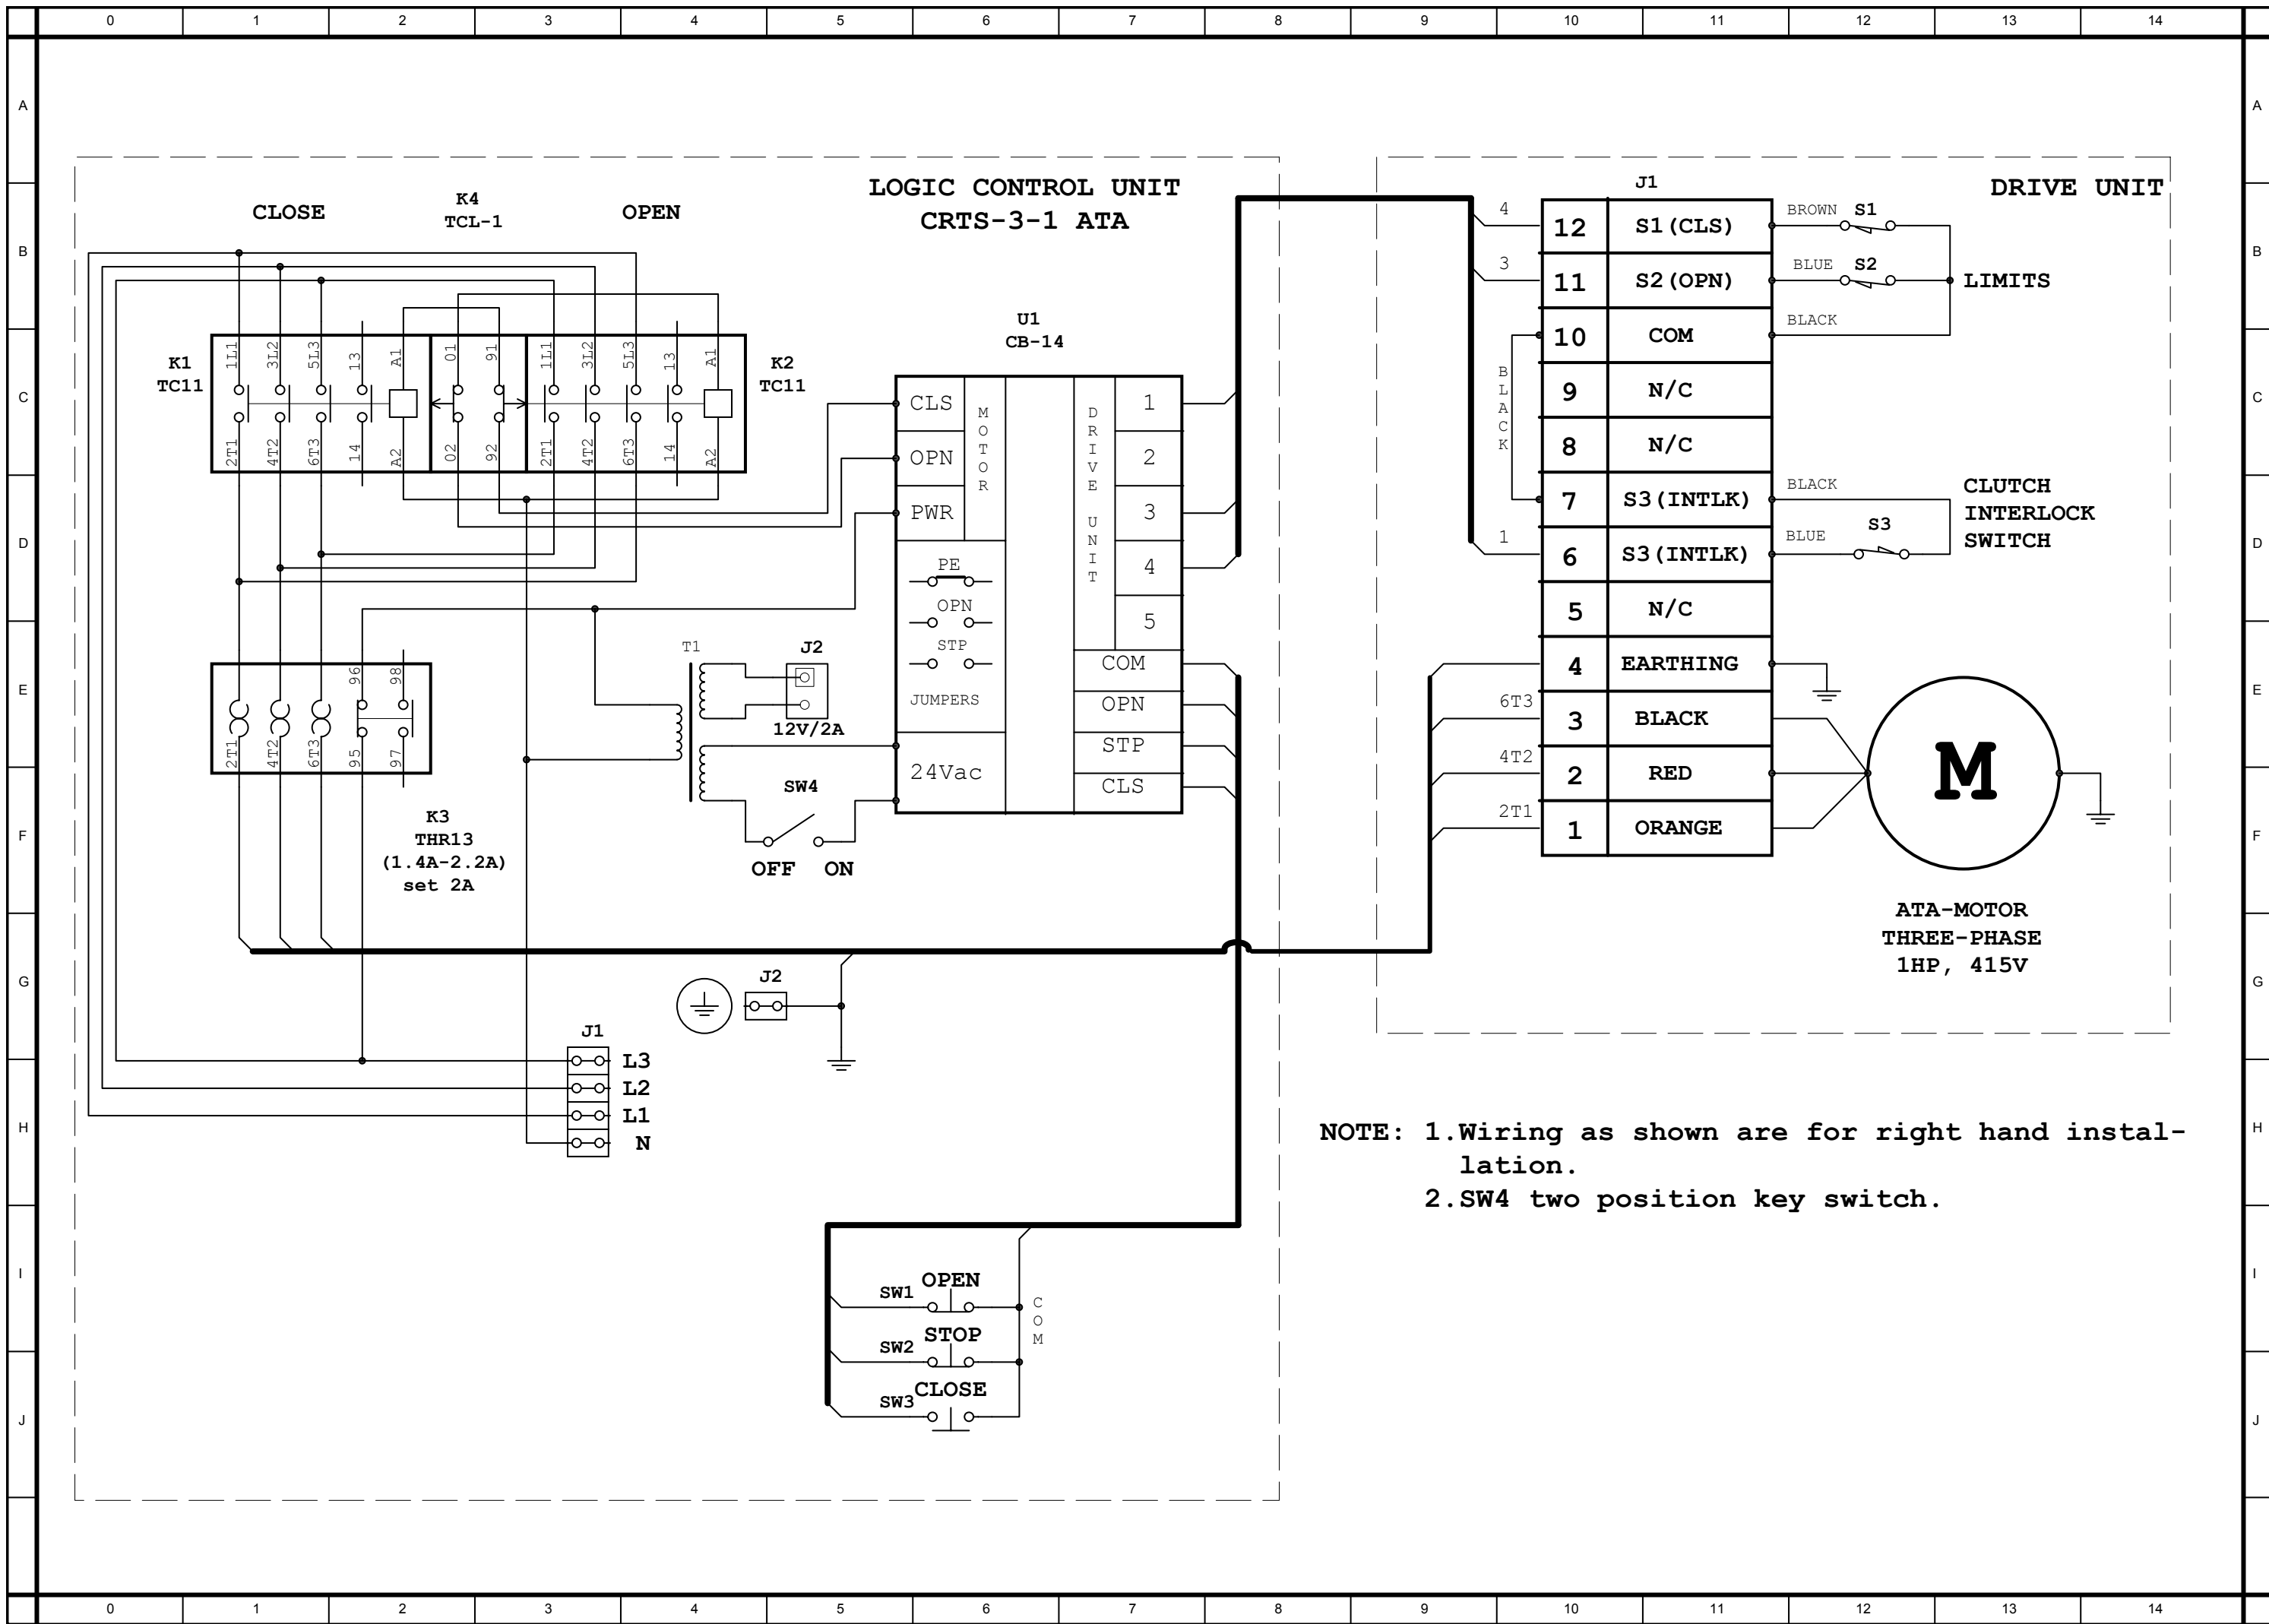 0 1 2 3 4 5 6 7 8 9 10 11 12 13 14
A A
B B
C C
D D
E E
F F
G G
H H
I I
J J
LOGIC CONTROL UNIT
CRTS-3-1 ATA
CLOSE
K4
TCL-1
OPEN
K1
TC11
1L1 3L2 5L3 13 A1 01 91 1L1 3L2 5L3 13 A1
2T1 4T2 6T3 14 A2 02 92 2T1 4T2 6T3 14 A2
K2
TC11
U1
CB-14
CLS
OPN
PWR
MOTOR
PE
OPN
STP
JUMPERS
24Vac
DRIVE UNIT
1
2
3
4
5
COM
OPN
STP
CLS
96 98
2T1 4T2 6T3 95 97
K3
THR13
(1.4A-2.2A)
set 2A
T1
J2
12V/2A
SW4
OFF ON
J2
J1
L3
L2
L1
N
SW1 OPEN
SW2 STOP
SW3 CLOSE
COM
DRIVE UNIT
J1
4 12 S1(CLS) BROWN S1
3 11 S2(OPN) BLUE S2
LIMITS
10 COM BLACK
BLACK
9 N/C
8 N/C
7 S3(INTLK) BLACK
1 6 S3(INTLK) BLUE S3
CLUTCH
INTERLOCK
SWITCH
5 N/C
4 EARTHING
6T3 3 BLACK
4T2 2 RED
2T1 1 ORANGE
M
ATA-MOTOR
THREE-PHASE
1HP, 415V
NOTE: 1.Wiring as shown are for right hand instal-
lation.
2.SW4 two position key switch.
0 1 2 3 4 5 6 7 8 9 10 11 12 13 14